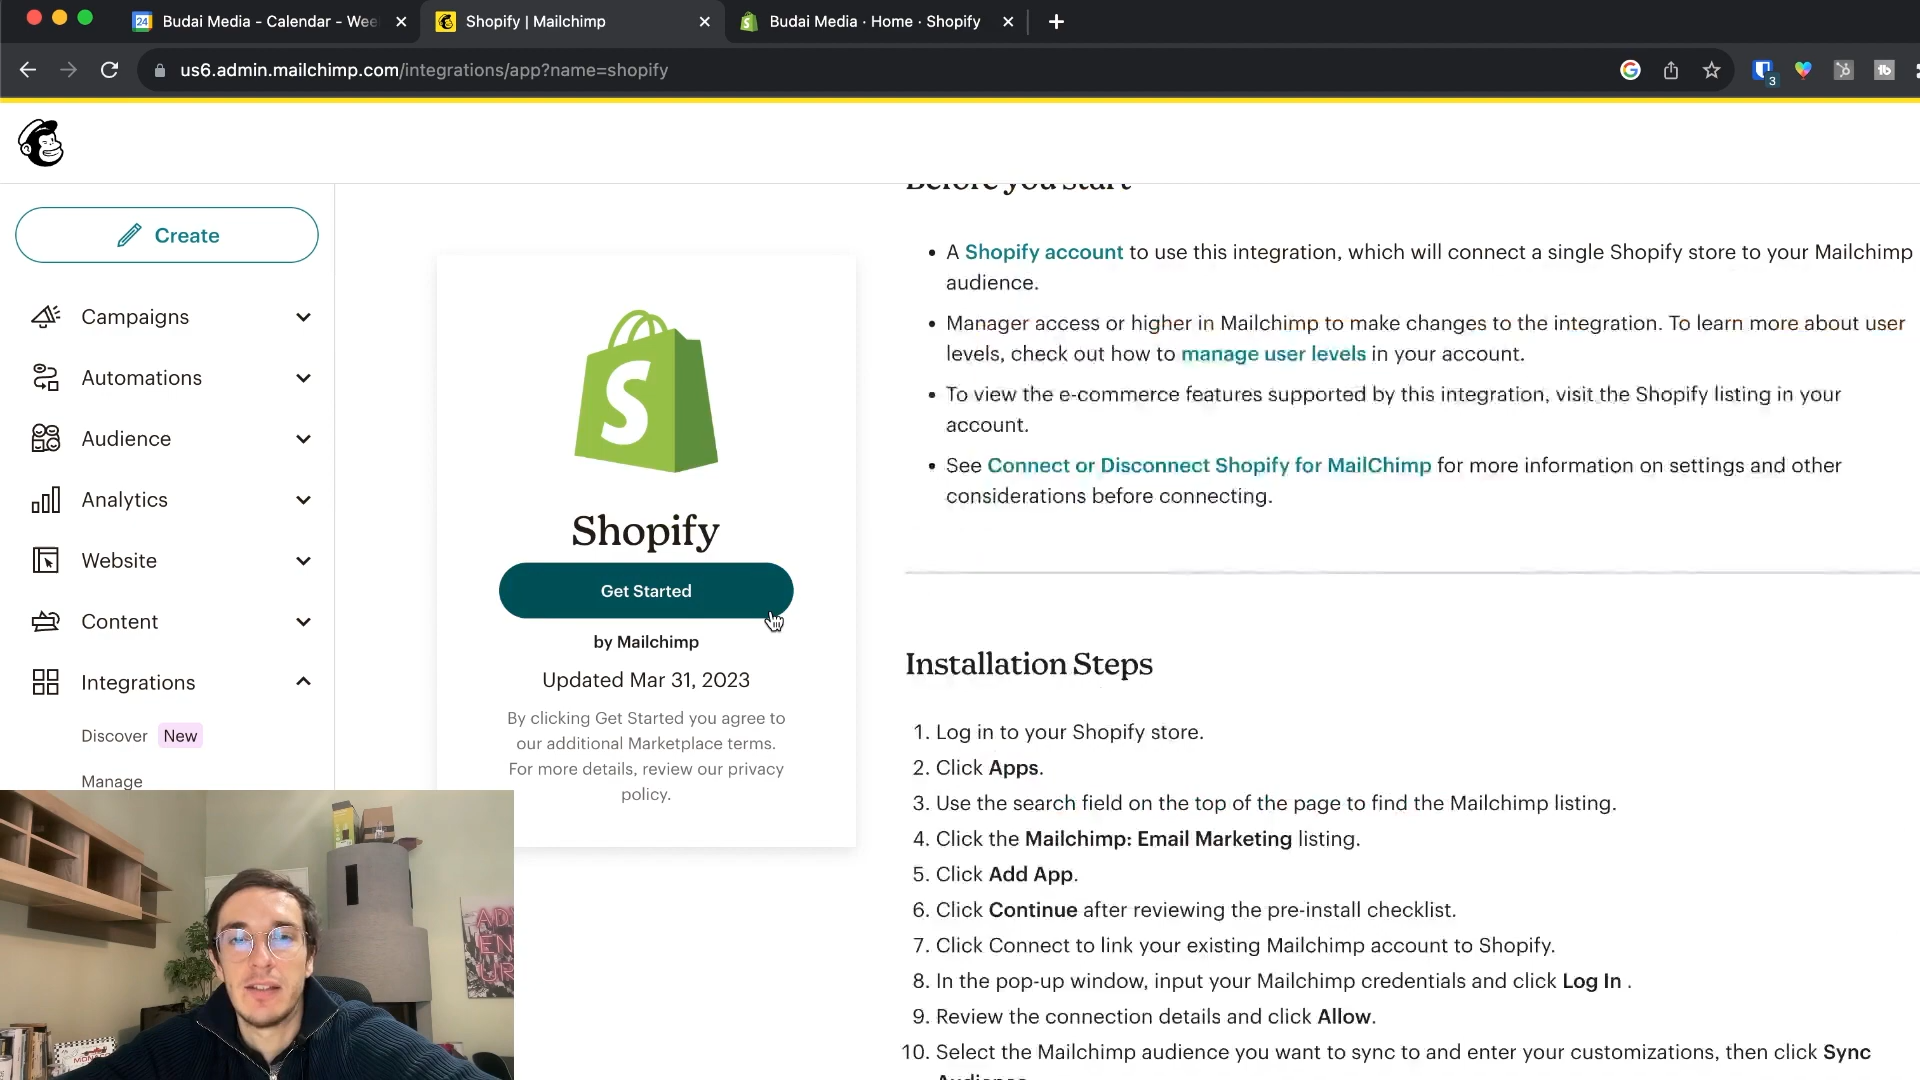 24
Budai Media - Calendar - Wee
Shopify | Mailchimp
Budai Media · Home · Shopify
us6.admin.mailchimp.com/integrations/app?name=shopify
3
Create
Campaigns
Automations
Audience
Analytics
Website
Content
Integrations
Discover New
Manage
S
Shopify
Get Started
by Mailchimp
Updated Mar 31, 2023
By clicking Get Started you agree to
our additional Marketplace terms.
For more details, review our privacy
policy.
Before you start
• A Shopify account to use this integration, which will connect a single Shopify store to your Mailchimp
audience.
• Manager access or higher in Mailchimp to make changes to the integration. To learn more about user
levels, check out how to manage user levels in your account.
• To view the e-commerce features supported by this integration, visit the Shopify listing in your
account.
• See Connect or Disconnect Shopify for MailChimp for more information on settings and other
considerations before connecting.
Installation Steps
1. Log in to your Shopify store.
2. Click Apps.
3. Use the search field on the top of the page to find the Mailchimp listing.
4. Click the Mailchimp: Email Marketing listing.
5. Click Add App.
6. Click Continue after reviewing the pre-install checklist.
7. Click Connect to link your existing Mailchimp account to Shopify.
8. In the pop-up window, input your Mailchimp credentials and click Log In .
9. Review the connection details and click Allow.
10. Select the Mailchimp audience you want to sync to and enter your customizations, then click Sync
Audience